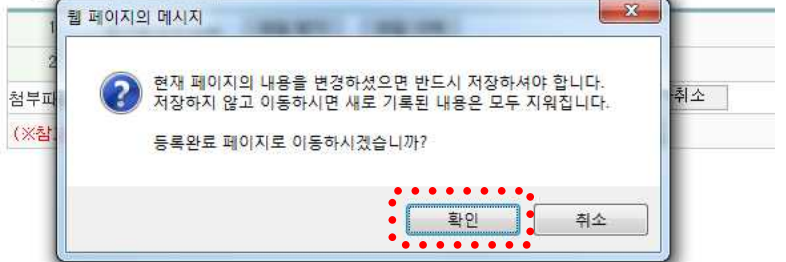 웹 페이지의 메시지
1
2
현재 페이지의 내용을 변경하셨으면 반드시 저장하셔야 합니다.
저장하지 않고 이동하시면 새로 기록된 내용은 모두 지워집니다.
첨부파
취소
(※참
등록완료 페이지로 이동하시겠습니까?
확인
취소